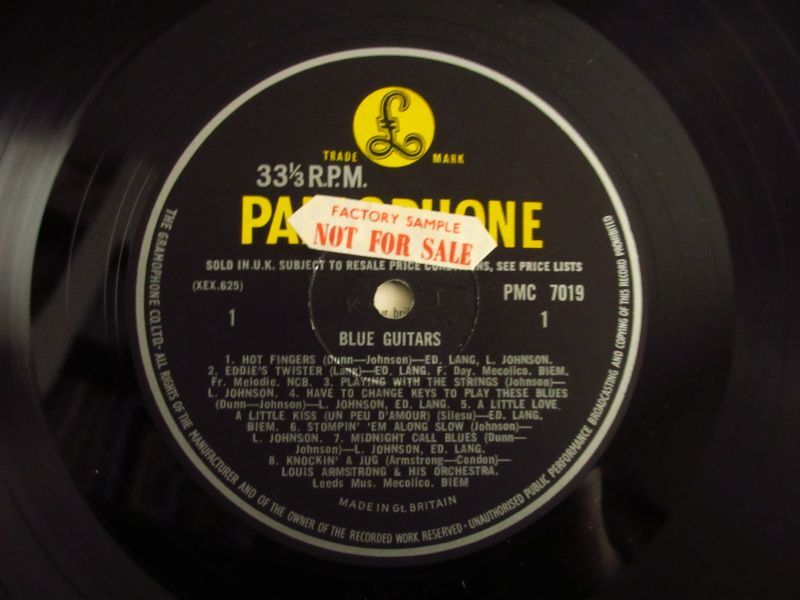 TRADE MARK
33⅓ R.P.M.
PA OPHONE
FACTORY SAMPLE
NOT FOR SALE
SOLD IN U.K. SUBJECT TO RESALE PRICE CONDITIONS, SEE PRICE LISTS
(XEX.625)
PMC 7019
1
1
BLUE GUITARS
1. HOT FINGERS (Dunn—Johnson)—ED. LANG, L. JOHNSON.
2. EDDIE'S TWISTER (Lang)—ED. LANG. F. Day. Mecolico. BIEM,
Fr. Melodie, NCB. 3. PLAYING WITH THE STRINGS (Johnson)—
L. JOHNSON. 4. HAVE TO CHANGE KEYS TO PLAY THESE BLUES
(Dunn—Johnson)—L. JOHNSON, ED. LANG. 5. A LITTLE LOVE,
A LITTLE KISS (UN PEU D'AMOUR) (Silesu)—ED. LANG,
BIEM. 6. STOMPIN' 'EM ALONG SLOW (Johnson)—
L. JOHNSON. 7. MIDNIGHT CALL BLUES (Dunn—
Johnson)—L. JOHNSON, ED. LANG.
8. KNOCKIN' A JUG (Armstrong—Condon)—
LOUIS ARMSTRONG & HIS ORCHESTRA.
Leeds Mus. Mecolico. BIEM
MADE IN Gt. BRITAIN
THE GRAMOPHONE CO. LTD · ALL RIGHTS OF THE MANUFACTURER AND OF THE OWNER OF THE RECORDED WORK RESERVED · UNAUTHORISED PUBLIC PERFORMANCE BROADCASTING AND COPYING OF THIS RECORD PROHIBITED